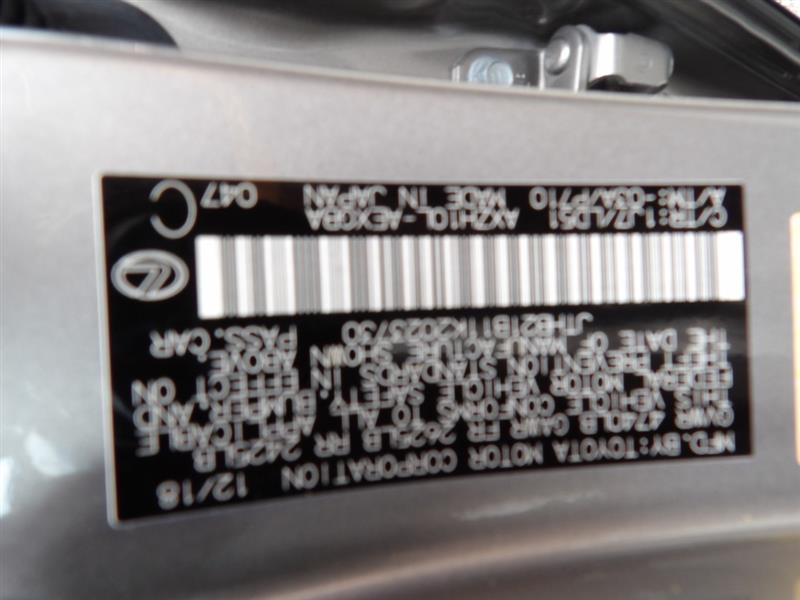 MFD. BY: TOYOTA MOTOR CORPORATION 12/18
GVWR 4740LB GAWR FR 2625LB RR 2425LB
THIS VEHICLE CONFORMS TO ALL APPLICABLE
FEDERAL MOTOR VEHICLE SAFETY, BUMPER, AND
THEFT PREVENTION STANDARDS IN EFFECT ON
THE DATE OF MANUFACTURE SHOWN ABOVE.
PASS. CAR
C/TR: 1J7/LD51 AXZH10L-AEXGBA 047
A/TM: -03A/P710 MADE IN JAPAN
C